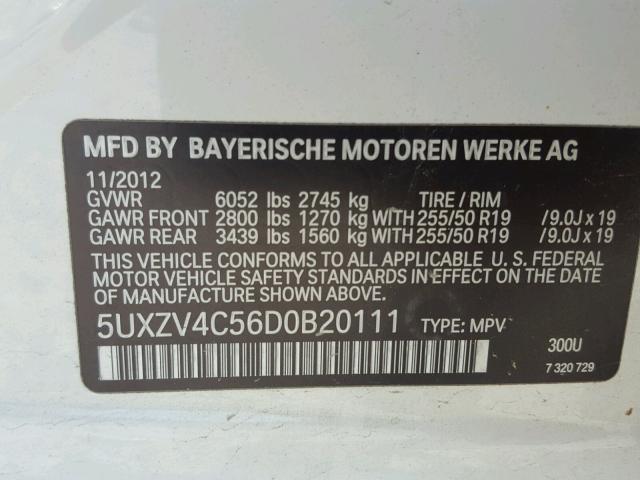 MFD BY BAYERISCHE MOTOREN WERKE AG
11/2012
GVWR 6052 lbs 2745 kg TIRE / RIM
GAWR FRONT 2800 lbs 1270 kg WITH 255/50 R19 /9.0J x 19
GAWR REAR 3439 lbs 1560 kg WITH 255/50 R19 /9.0J x 19
THIS VEHICLE CONFORMS TO ALL APPLICABLE U.S. FEDERAL
MOTOR VEHICLE SAFETY STANDARDS IN EFFECT ON THE
DATE OF MANUFACTURE SHOWN ABOVE.
5UXZV4C56D0B20111 TYPE: MPV
300U
7 320 729